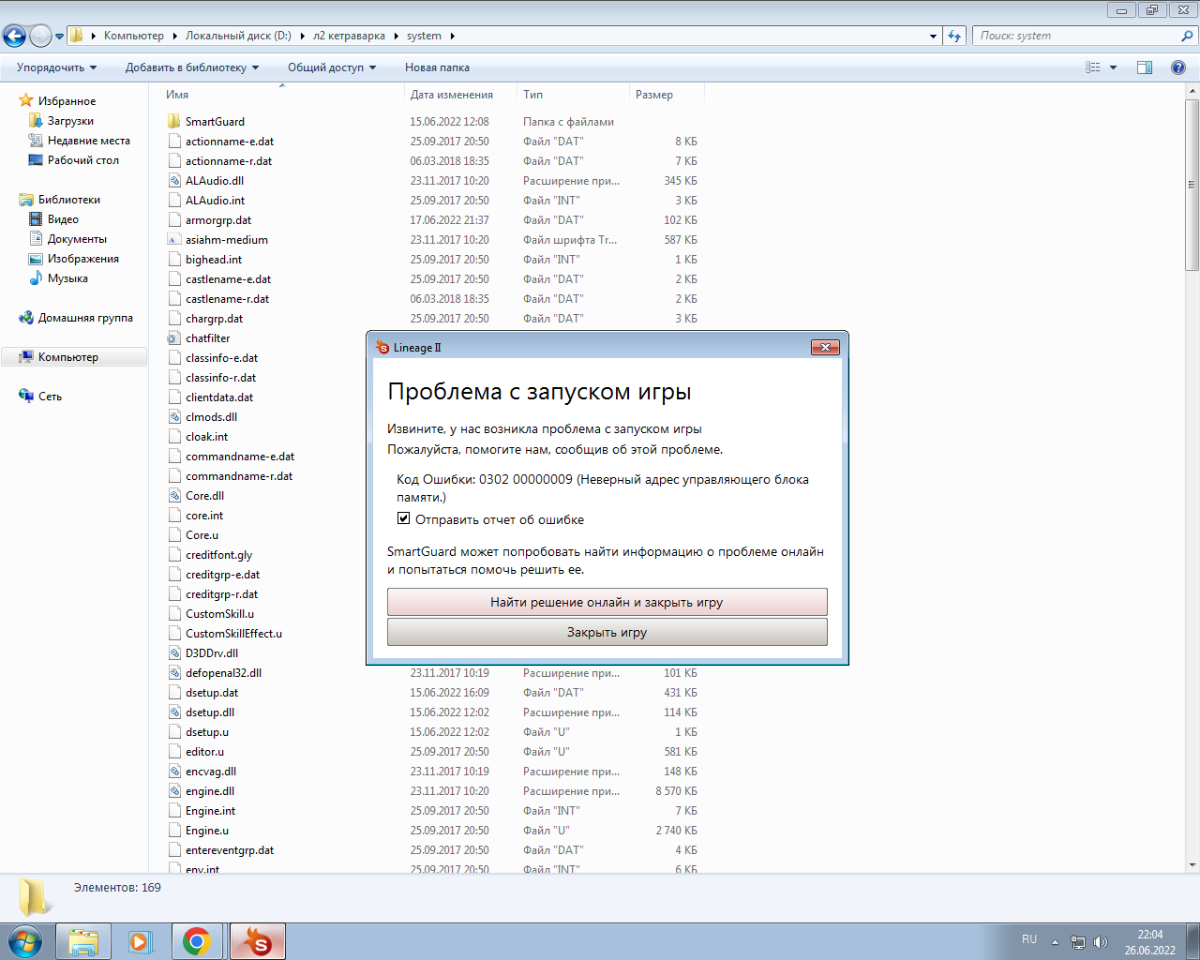 Компьютер Локальный диск (D:) л2 кетраварка system
Поиск: system
Упорядочить Добавить в библиотеку Общий доступ Новая папка
Избранное
Загрузки
Недавние места
Рабочий стол
Библиотеки
Видео
Документы
Изображения
Музыка
Домашняя группа
Компьютер
Сеть
Имя Дата изменения Тип Размер
SmartGuard 15.06.2022 12:08 Папка с файлами
actionname-e.dat 25.09.2017 20:50 Файл "DAT" 8 КБ
actionname-r.dat 06.03.2018 18:35 Файл "DAT" 7 КБ
ALAudio.dll 23.11.2017 10:20 Расширение при... 345 КБ
ALAudio.int 25.09.2017 20:50 Файл "INT" 3 КБ
armorgrp.dat 17.06.2022 21:37 Файл "DAT" 102 КБ
asiahm-medium 23.11.2017 10:20 Файл шрифта Tr... 587 КБ
bighead.int 25.09.2017 20:50 Файл "INT" 1 КБ
castlename-e.dat 25.09.2017 20:50 Файл "DAT" 2 КБ
castlename-r.dat 06.03.2018 18:35 Файл "DAT" 2 КБ
chargrp.dat 25.09.2017 20:50 Файл "DAT" 3 КБ
chatfilter
classinfo-e.dat
classinfo-r.dat
clientdata.dat
clmods.dll
cloak.int
commandname-e.dat
commandname-r.dat
Core.dll
core.int
Core.u
creditfont.gly
creditgrp-e.dat
creditgrp-r.dat
CustomSkill.u
CustomSkillEffect.u
D3DDrv.dll
defopenal32.dll 23.11.2017 10:19 Расширение при... 101 КБ
dsetup.dat 15.06.2022 16:09 Файл "DAT" 431 КБ
dsetup.dll 15.06.2022 12:02 Расширение при... 114 КБ
dsetup.u 15.06.2022 12:02 Файл "U" 1 КБ
editor.u 25.09.2017 20:50 Файл "U" 581 КБ
encvag.dll 23.11.2017 10:19 Расширение при... 148 КБ
engine.dll 23.11.2017 10:20 Расширение при... 8 570 КБ
Engine.int 25.09.2017 20:50 Файл "INT" 7 КБ
Engine.u 25.09.2017 20:50 Файл "U" 2 740 КБ
entereventgrp.dat 25.09.2017 20:50 Файл "DAT" 4 КБ
env.int 25.09.2017 20:50 Файл "INT" 6 КБ
Lineage II
Проблема с запуском игры
Извините, у нас возникла проблема с запуском игры
Пожалуйста, помогите нам, сообщив об этой проблеме.
Код Ошибки: 0302 00000009 (Неверный адрес управляющего блока
памяти.)
Отправить отчет об ошибке
SmartGuard может попробовать найти информацию о проблеме онлайн
и попытаться помочь решить ее.
Найти решение онлайн и закрыть игру
Закрыть игру
Элементов: 169
RU
22:04
26.06.2022